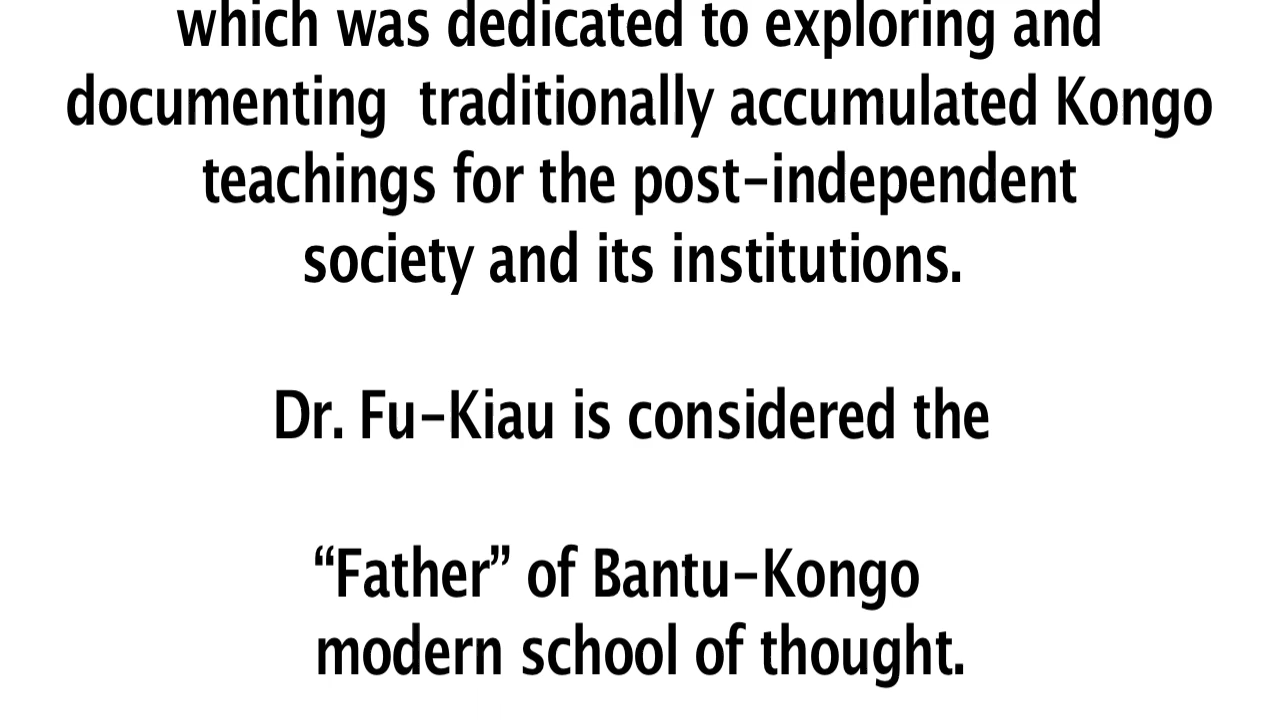 which was dedicated to exploring and
documenting  traditionally accumulated Kongo
teachings for the post-independent
society and its institutions.
Dr. Fu-Kiau is considered the
“Father” of Bantu-Kongo
modern school of thought.